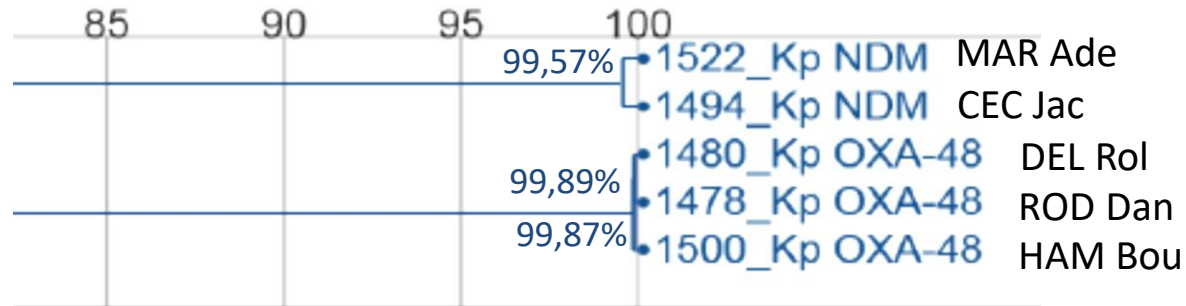 85 90 95 100
99,57%
1522_Kp NDM MAR Ade
1494_Kp NDM CEC Jac
1480_Kp OXA-48 DEL Rol
99,89%
1478_Kp OXA-48 ROD Dan
99,87%
1500_Kp OXA-48 HAM Bou